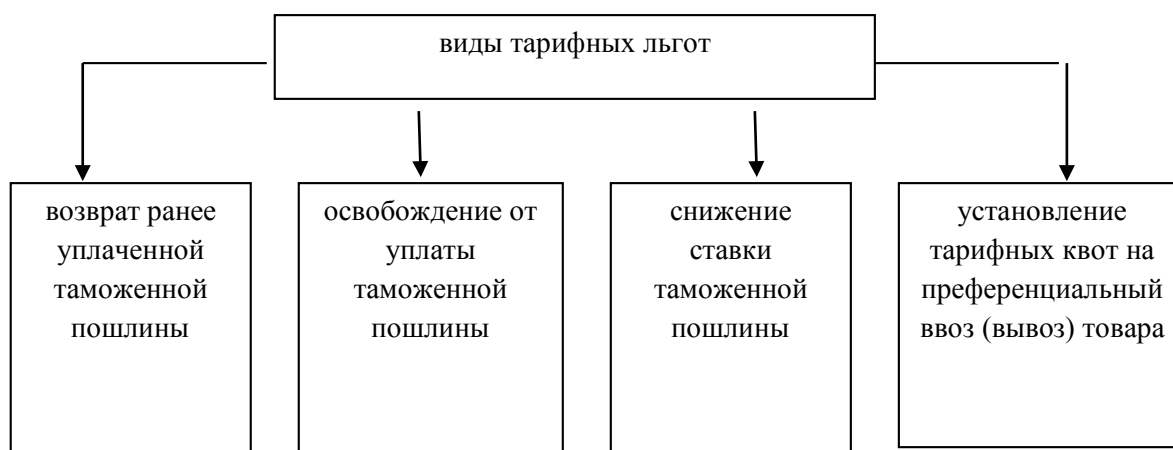 виды тарифных льгот
возврат ранее
уплаченной
таможенной
пошлины
освобождение от
уплаты
таможенной
пошлины
снижение
ставки
таможенной
пошлины
установление
тарифных квот на
преференциальный
ввоз (вывоз) товара